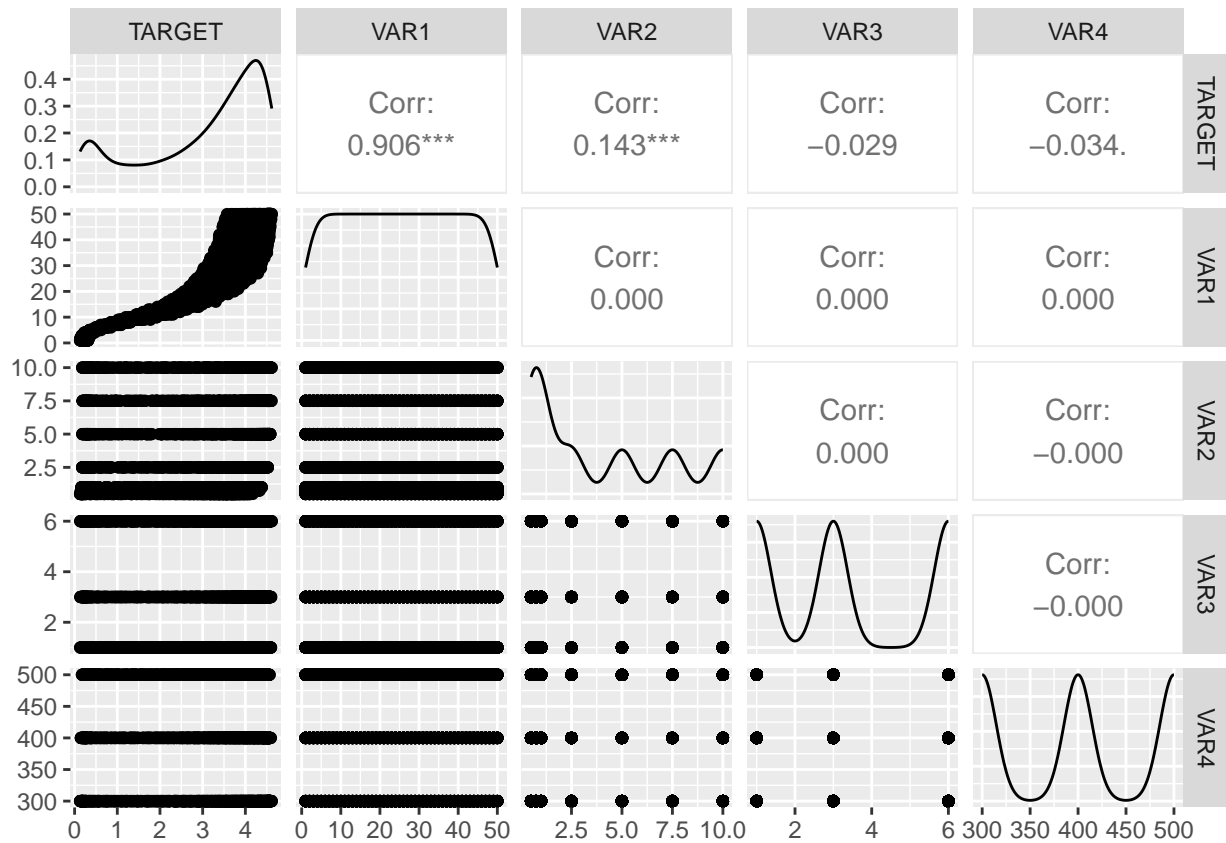 TARGET VAR1 VAR2 VAR3 VAR4
0.4
0.3
0.2
0.1
0.0
Corr: Corr: Corr: Corr:
0.906*** 0.143*** −0.029 −0.034.
TARGET
50
40
30
20
10
0
Corr: Corr: Corr:
0.000 0.000 0.000
VAR1
10.0
7.5
5.0
2.5
Corr: Corr:
0.000 −0.000
VAR2
6
4
2
Corr:
−0.000
VAR3
500
450
400
350
300
VAR4
0 1 2 3 4 0 10 20 30 40 50 2.5 5.0 7.5 10.0 2 4 6 300 350 400 450 500